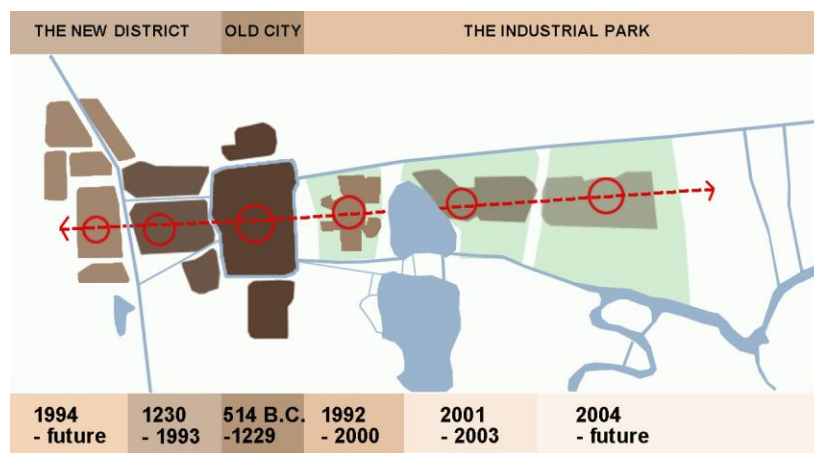 THE NEW DISTRICT
OLD CITY
THE INDUSTRIAL PARK
1994
- future
1230
- 1993
514 B.C.
-1229
1992
- 2000
2001
- 2003
2004
- future